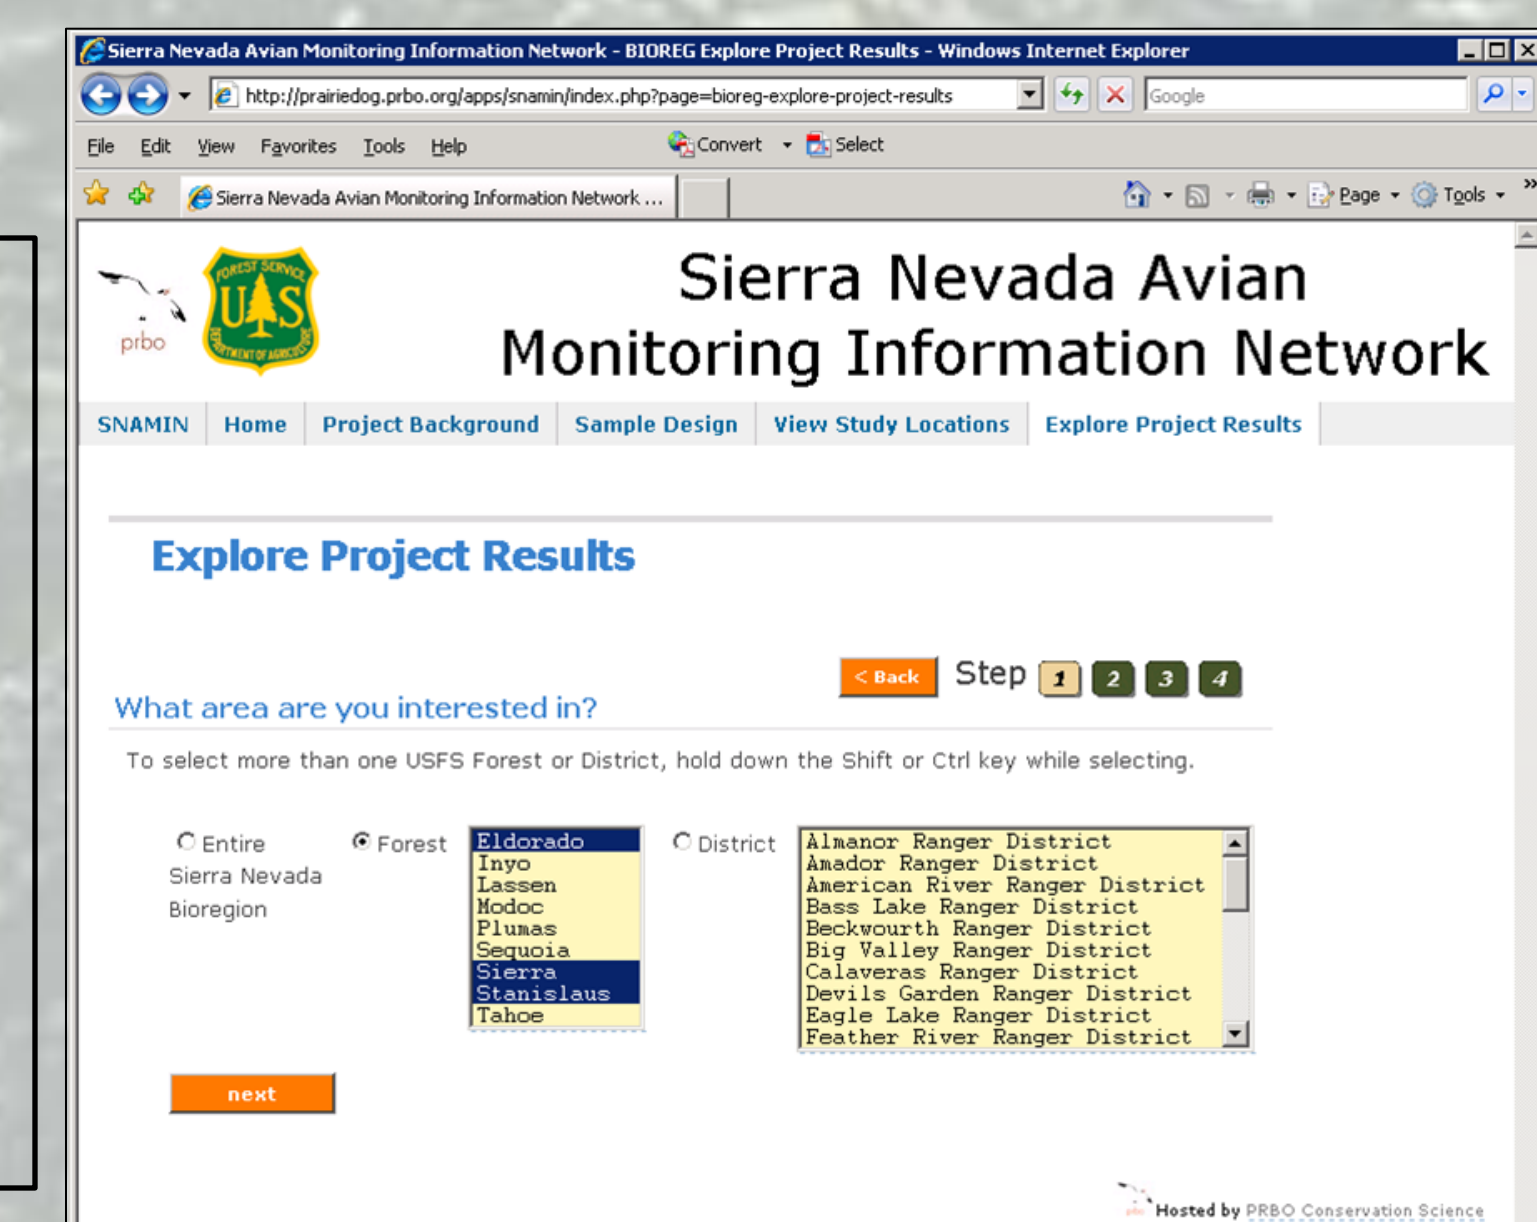 Sierra Nevada Avian Monitoring Information Network - BIOREG Explore Project Results - Windows Internet Explorer
http://prairiedog.prbo.org/apps/snamin/index.php?page=bioreg-explore-project-results
Google
File Edit View Favorites Tools Help Convert Select
Sierra Nevada Avian Monitoring Information Network ... Page Tools »
prbo
FOREST SERVICE
UAS
DEPARTMENT OF AGRICULTURE
Sierra Nevada Avian
Monitoring Information Network
SNAMIN Home Project Background Sample Design View Study Locations Explore Project Results
Explore Project Results
< Back Step 1 2 3 4
What area are you interested in?
To select more than one USFS Forest or District, hold down the Shift or Ctrl key while selecting.
Entire
Sierra Nevada
Bioregion
Forest
Eldorado
Inyo
Lassen
Modoc
Plumas
Sequoia
Sierra
Stanislaus
Tahoe
District
Almanor Ranger District
Amador Ranger District
American River Ranger District
Bass Lake Ranger District
Beckwourth Ranger District
Big Valley Ranger District
Calaveras Ranger District
Devils Garden Ranger District
Eagle Lake Ranger District
Feather River Ranger District
next
Hosted by PRBO Conservation Science